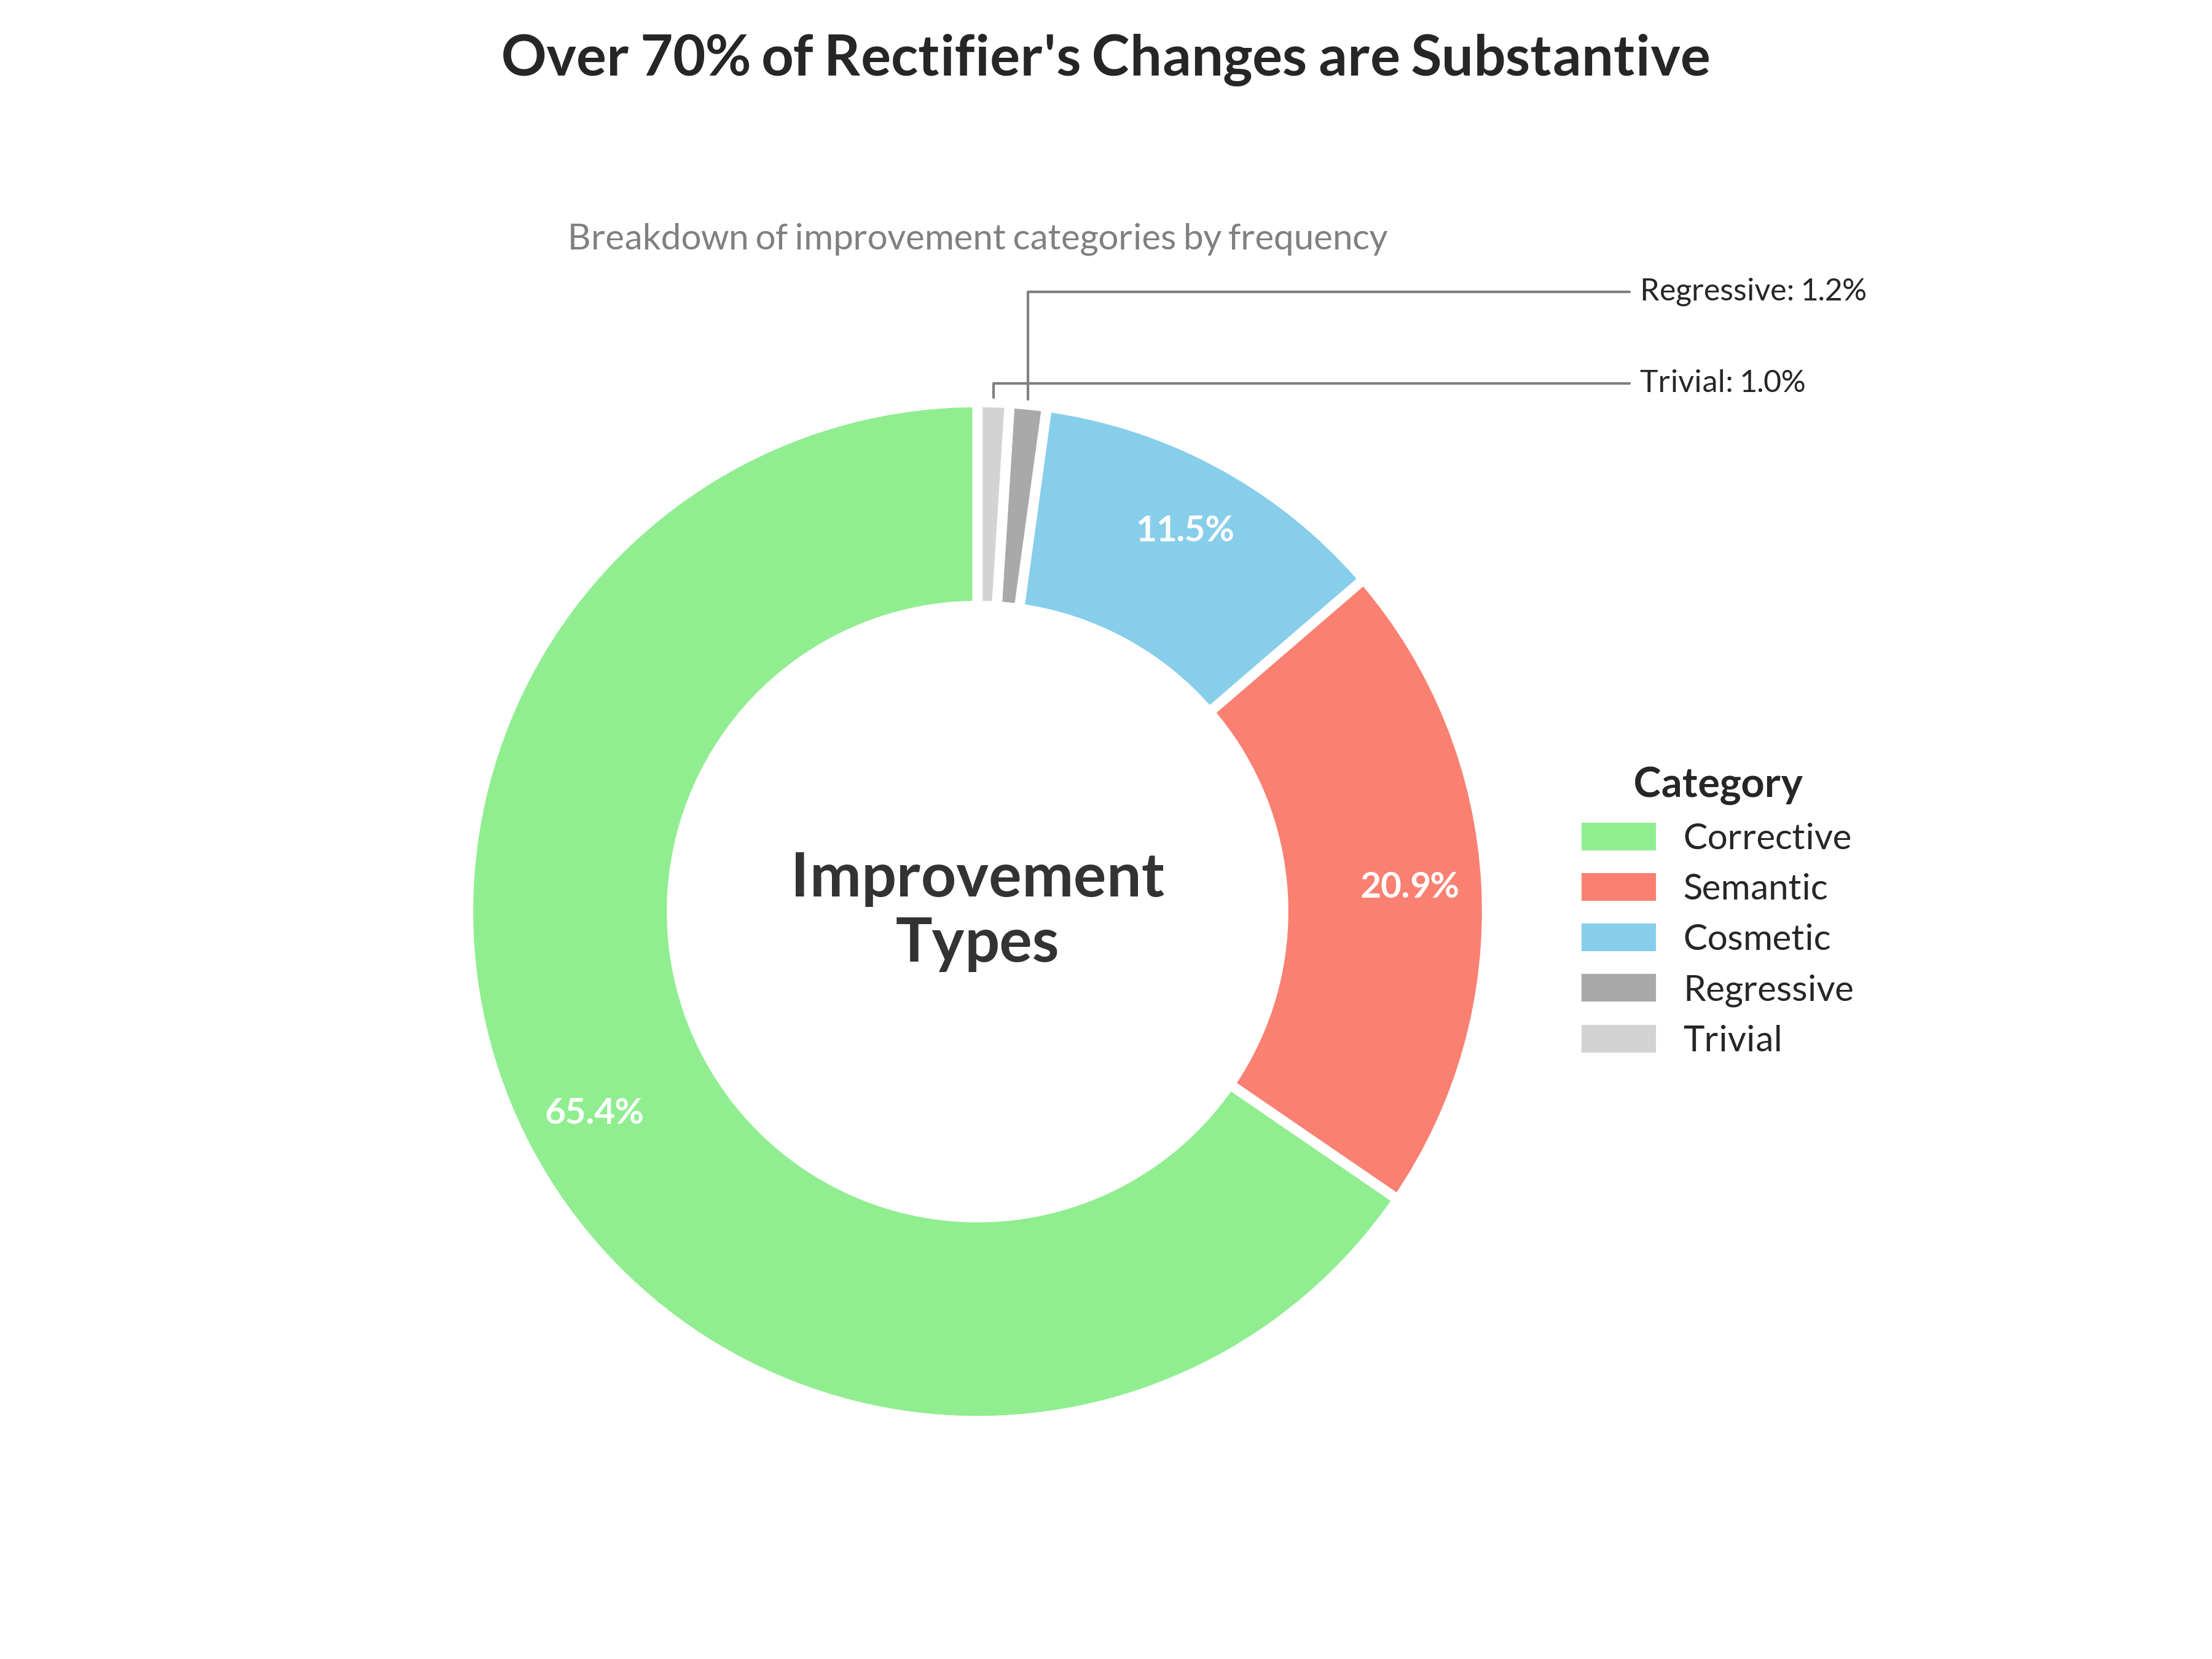 Over 70% of Rectifier's Changes are Substantive
Breakdown of improvement categories by frequency
Regressive: 1.2%
Trivial: 1.0%
11.5%
20.9%
65.4%
Improvement
Types
Category
Corrective
Semantic
Cosmetic
Regressive
Trivial